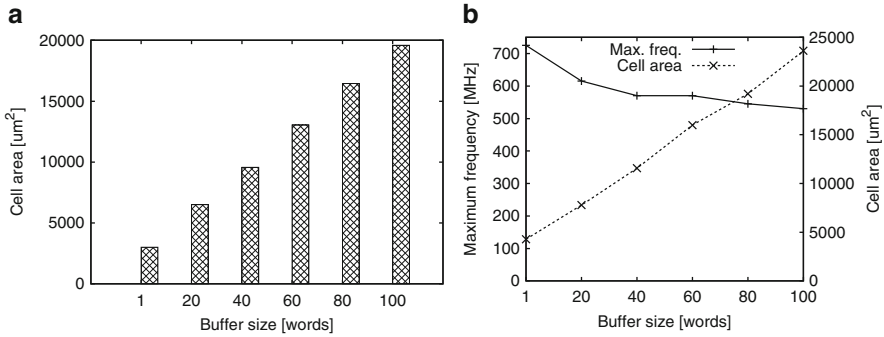 a
20000
15000
10000
5000
0
Cell area [um²]
1 20 40 60 80 100
Buffer size [words]
b
700
600
500
400
300
200
100
0
Maximum frequency [MHz]
Max. freq.
Cell area
25000
20000
15000
10000
5000
0
Cell area [um²]
1 20 40 60 80 100
Buffer size [words]